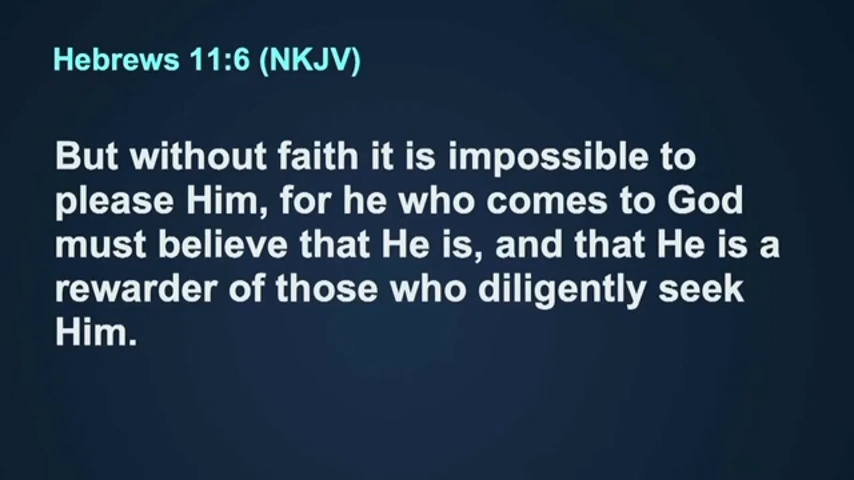 Hebrews 11:6 (NKJV)
But without faith it is impossible to
please Him, for he who comes to God
must believe that He is, and that He is a
rewarder of those who diligently seek
Him.